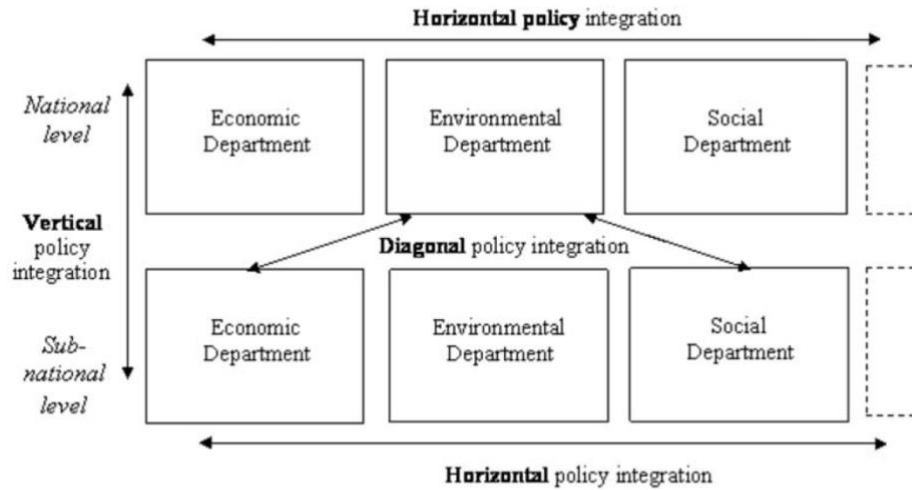 Horizontal policy integration
National
level
Economic
Department
Environmental
Department
Social
Department
Vertical
policy
integration
Diagonal policy integration
Sub-
national
level
Economic
Department
Environmental
Department
Social
Department
Horizontal policy integration